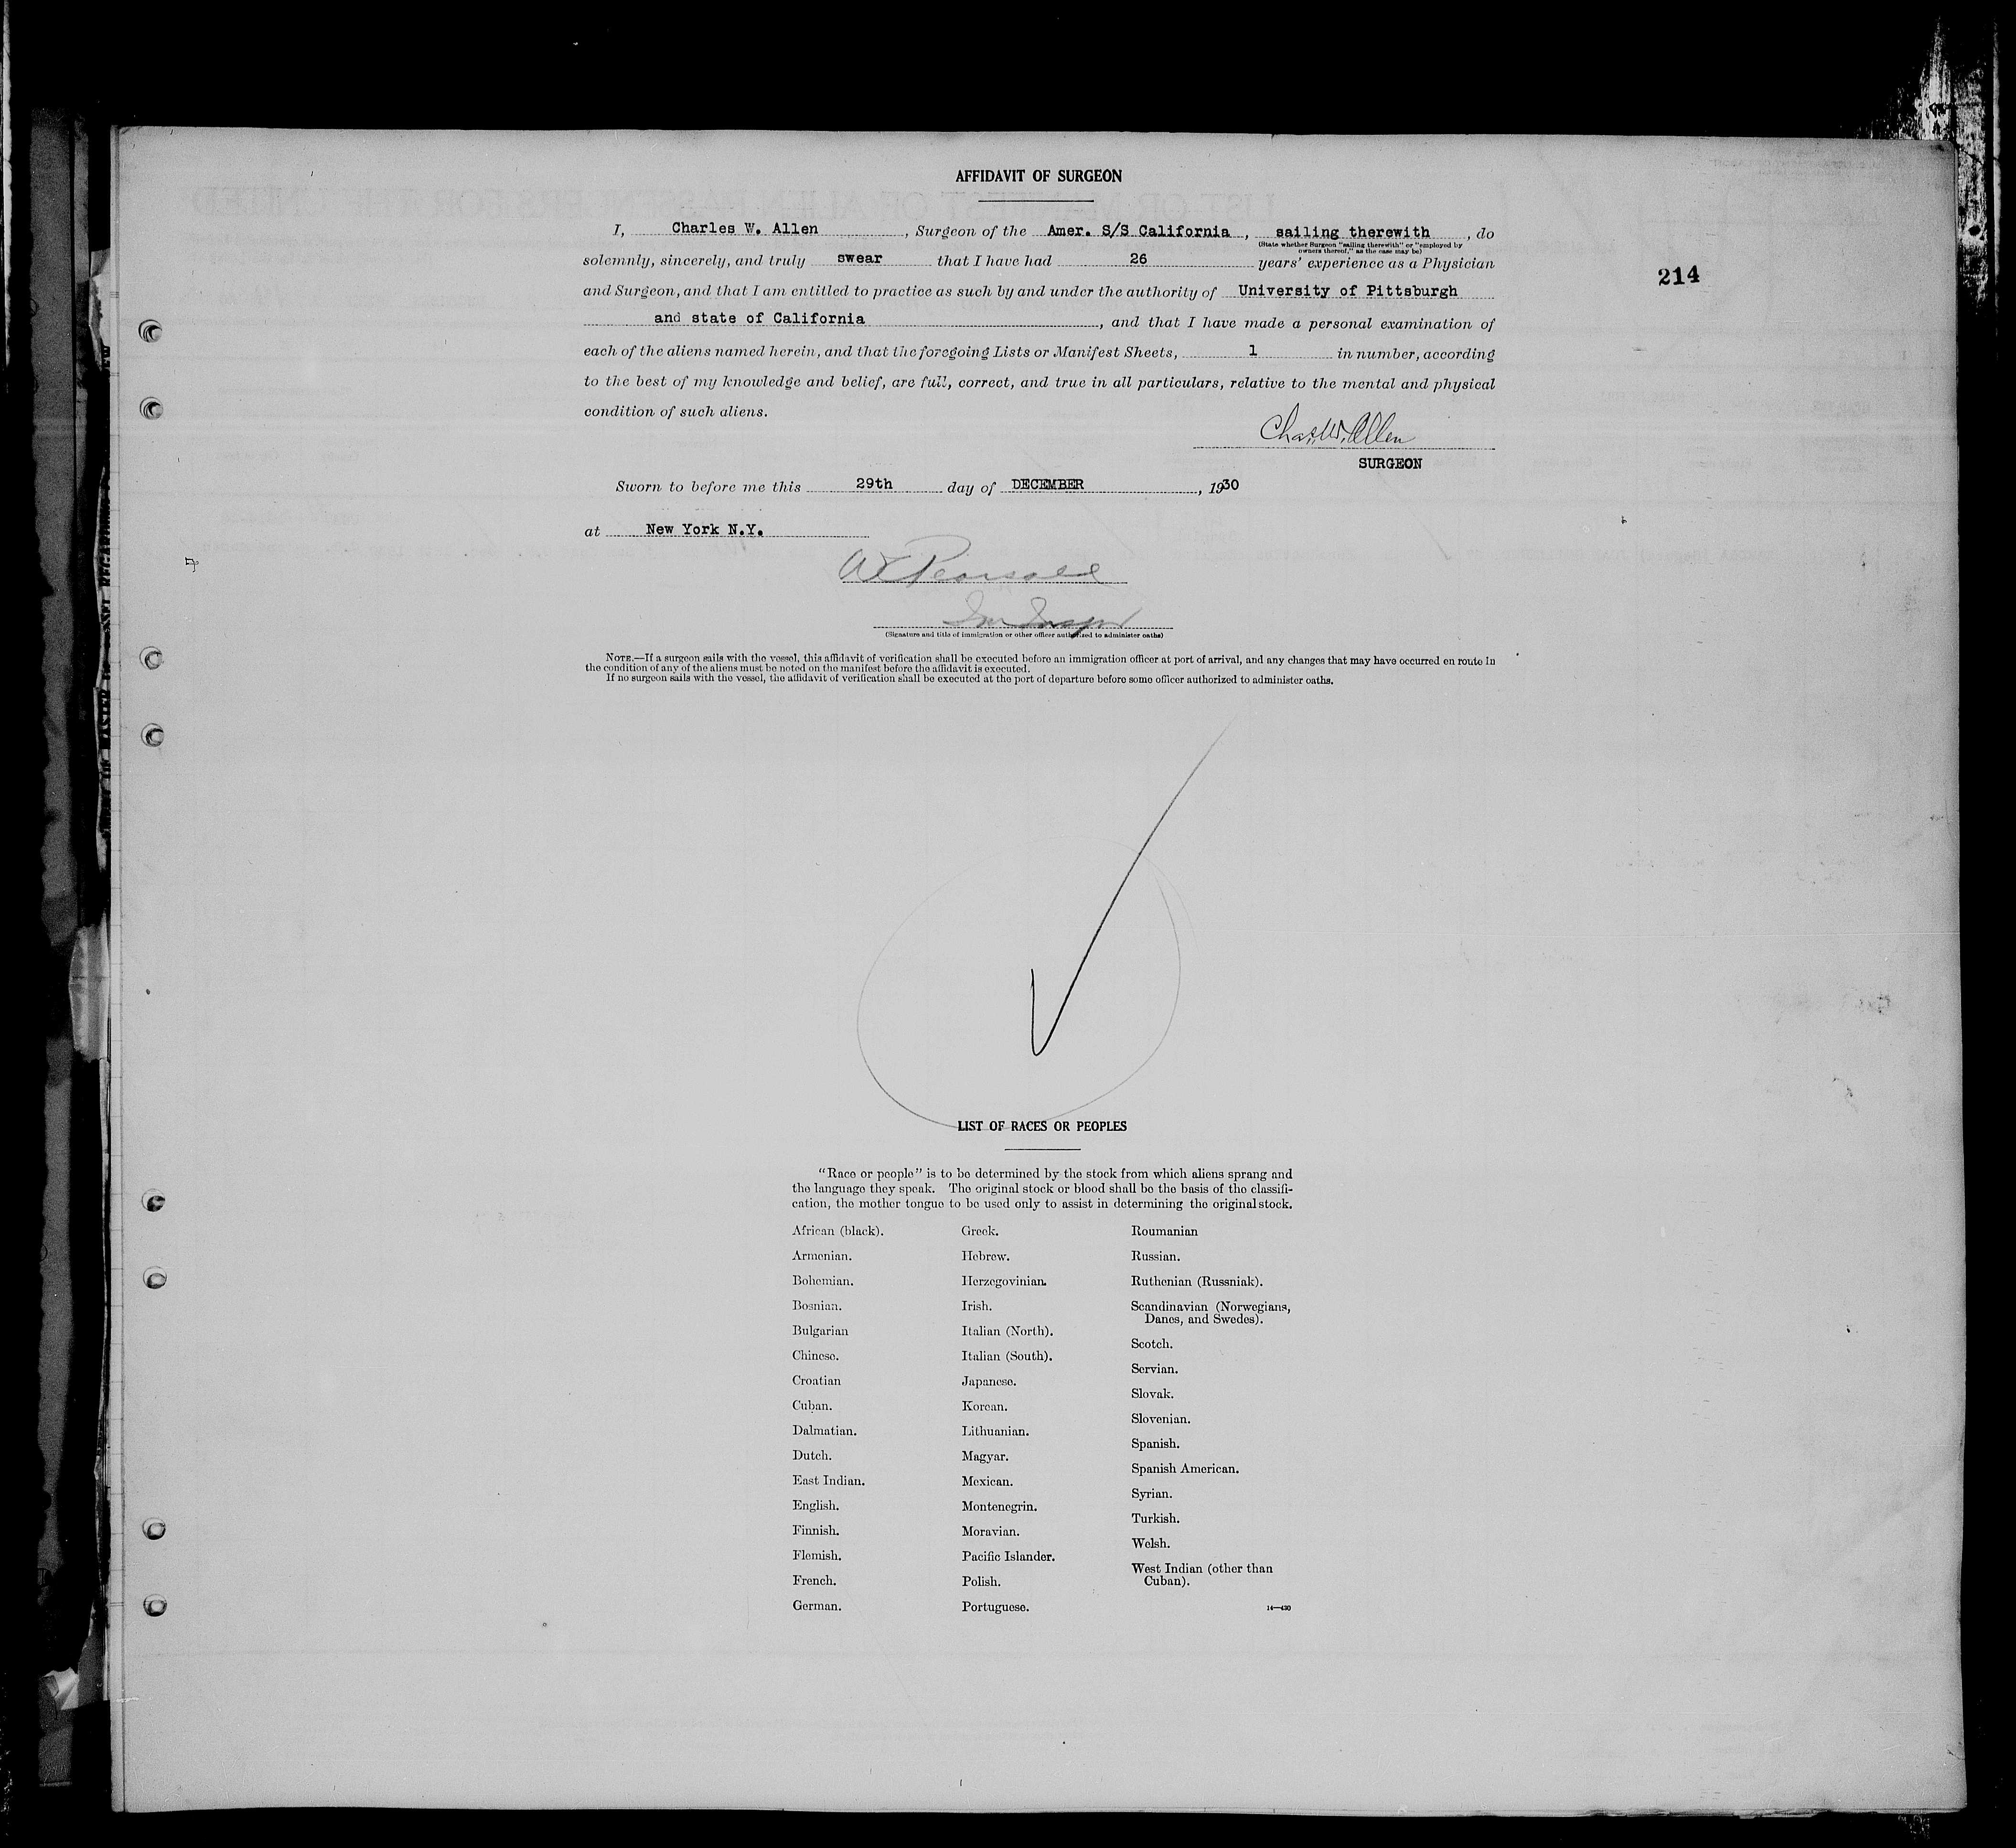 AFFIDAVIT OF SURGEON
I, Charles W. Allen, Surgeon of the Amer. S/S California, sailing therewith, do
(State whether Surgeon "sailing therewith" or "employed by
owners thereof," as the case may be)
solemnly, sincerely, and truly swear that I have had 26 years' experience as a Physician
214
and Surgeon, and that I am entitled to practice as such by and under the authority of University of Pittsburgh
and state of California, and that I have made a personal examination of
each of the aliens named herein, and that the foregoing Lists or Manifest Sheets, 1 in number, according
to the best of my knowledge and belief, are full, correct, and true in all particulars, relative to the mental and physical
condition of such aliens.
Chas. W. Allen
SURGEON
Sworn to before me this 29th day of DECEMBER, 1930
at New York N.Y.
(Signature and title of immigration or other officer authorized to administer oaths)
NOTE.—If a surgeon sails with the vessel, this affidavit of verification shall be executed before an immigration officer at port of arrival, and any changes that may have occurred en route in
the condition of any of the aliens must be noted on the manifest before the affidavit is executed.
If no surgeon sails with the vessel, the affidavit of verification shall be executed at the port of departure before some officer authorized to administer oaths.
LIST OF RACES OR PEOPLES
"Race or people" is to be determined by the stock from which aliens sprang and
the language they speak. The original stock or blood shall be the basis of the classifi-
cation, the mother tongue to be used only to assist in determining the original stock.
African (black).
Armenian.
Bohemian.
Bosnian.
Bulgarian
Chinese.
Croatian
Cuban.
Dalmatian.
Dutch.
East Indian.
English.
Finnish.
Flemish.
French.
German.
Greek.
Hebrew.
Herzegovinian.
Irish.
Italian (North).
Italian (South).
Japanese.
Korean.
Lithuanian.
Magyar.
Mexican.
Montenegrin.
Moravian.
Pacific Islander.
Polish.
Portuguese.
Roumanian
Russian.
Ruthenian (Russniak).
Scandinavian (Norwegians,
Danes, and Swedes).
Scotch.
Servian.
Slovak.
Slovenian.
Spanish.
Spanish American.
Syrian.
Turkish.
Welsh.
West Indian (other than
Cuban).
14—430